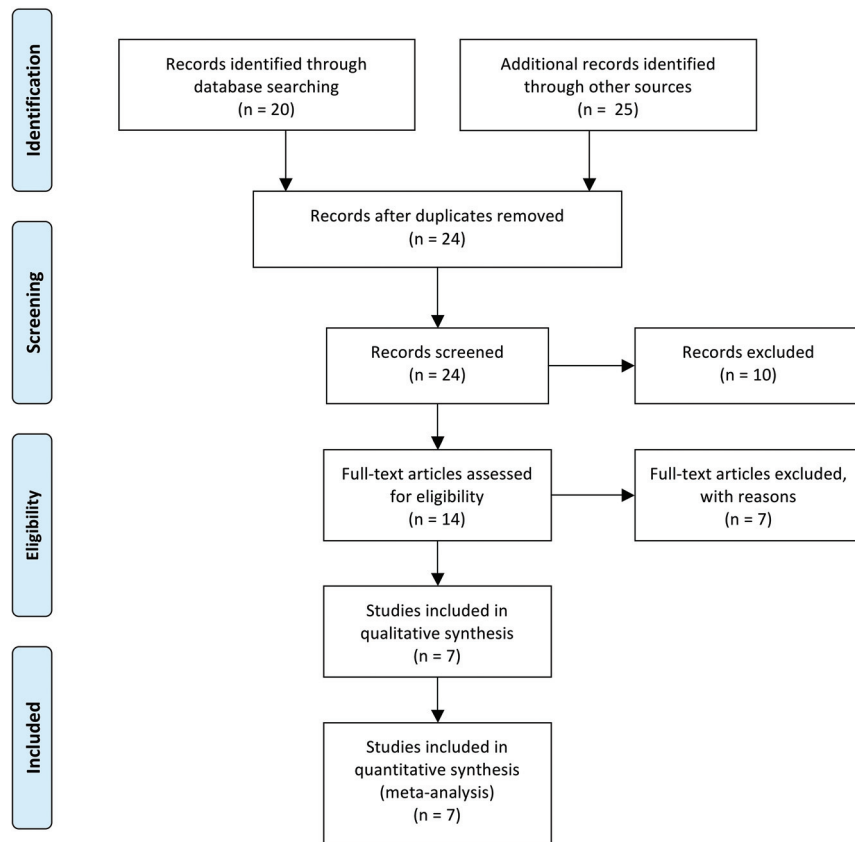 Identification
Records identified through
database searching
(n = 20)
Additional records identified
through other sources
(n =  25)
Records after duplicates removed
(n = 24)
Screening
Records screened
(n = 24)
Records excluded
(n = 10)
Eligibility
Full-text articles assessed
for eligibility
(n = 14)
Full-text articles excluded,
with reasons
(n = 7)
Studies included in
qualitative synthesis
(n = 7)
Included
Studies included in
quantitative synthesis
(meta-analysis)
(n = 7)